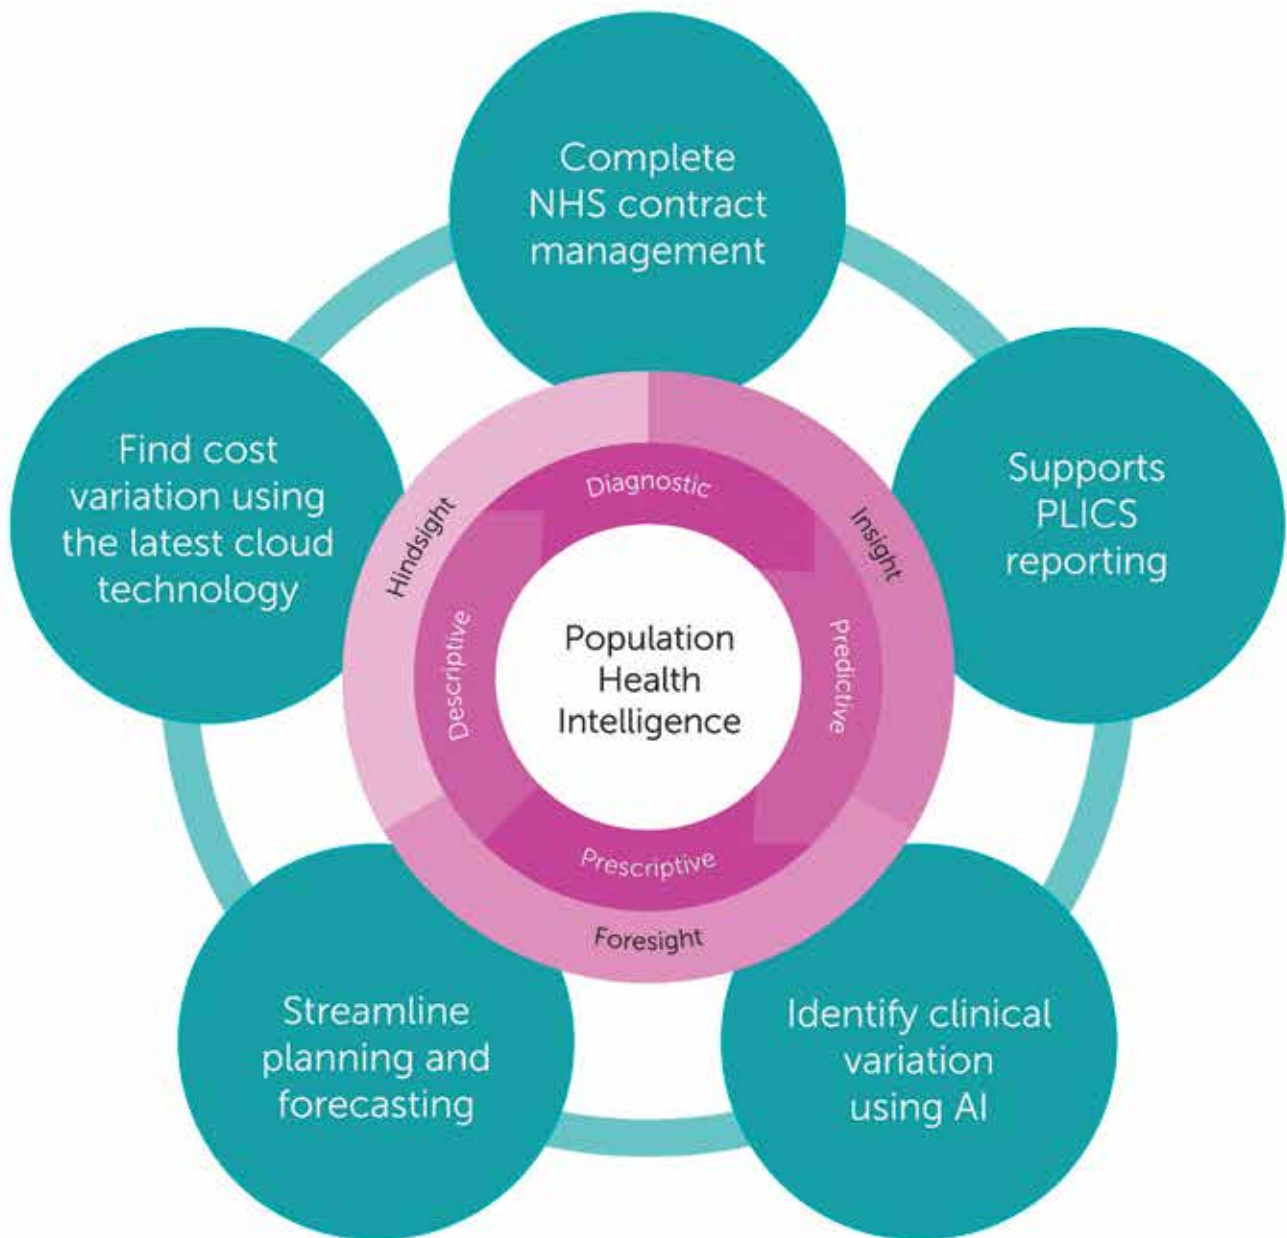 Complete
NHS contract
management
Find cost
variation using
the latest cloud
technology
Supports
PLICS
reporting
Hindsight
Diagnostic
Insight
Descriptive
Population
Health
Intelligence
Predictive
Prescriptive
Foresight
Streamline
planning and
forecasting
Identify clinical
variation
using AI